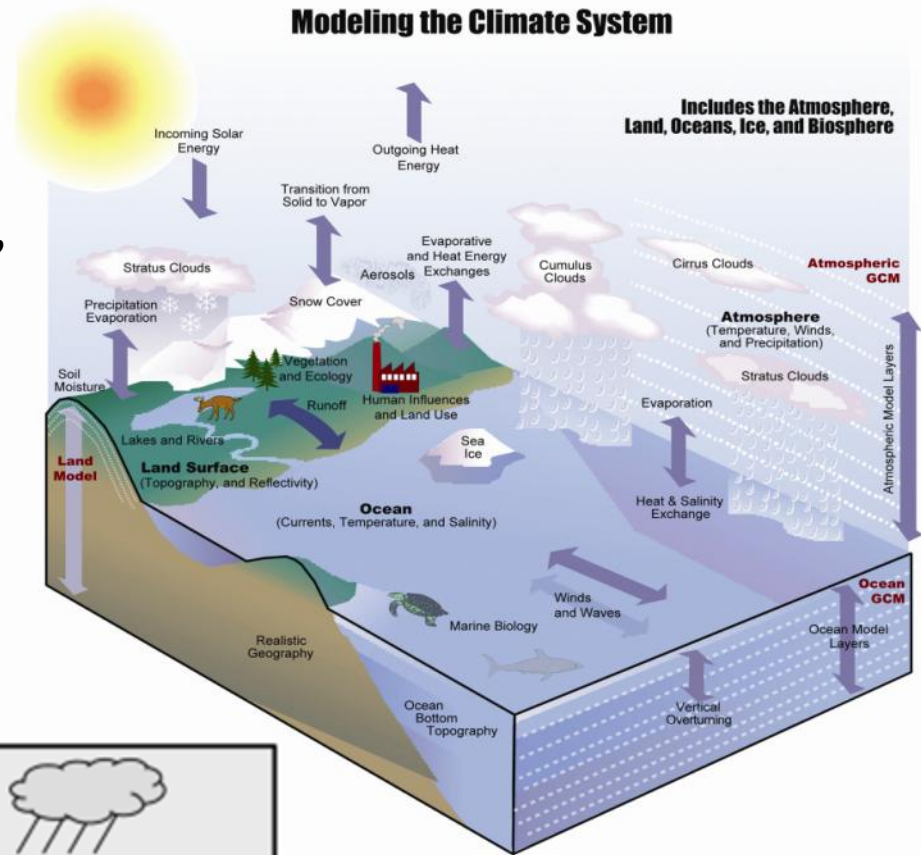 Modeling the Climate System
Includes the Atmosphere,
Land, Oceans, Ice, and Biosphere
Incoming Solar
Energy
Outgoing Heat
Energy
Transition from
Solid to Vapor
Stratus Clouds
Aerosols
Evaporative
and Heat Energy
Exchanges
Cumulus
Clouds
Cirrus Clouds
Atmospheric
GCM
Precipitation
Evaporation
Snow Cover
Atmosphere
(Temperature, Winds,
and Precipitation)
Stratus Clouds
Atmospheric Model Layers
Soil
Moisture
Vegetation
and Ecology
Human Influences
and Land Use
Runoff
Evaporation
Lakes and Rivers
Sea
Ice
Land
Model
Land Surface
(Topography, and Reflectivity)
Heat & Salinity
Exchange
Ocean
(Currents, Temperature, and Salinity)
Ocean
GCM
Winds
and Waves
Marine Biology
Ocean Model
Layers
Realistic
Geography
Ocean
Bottom
Topography
Vertical
Overturning